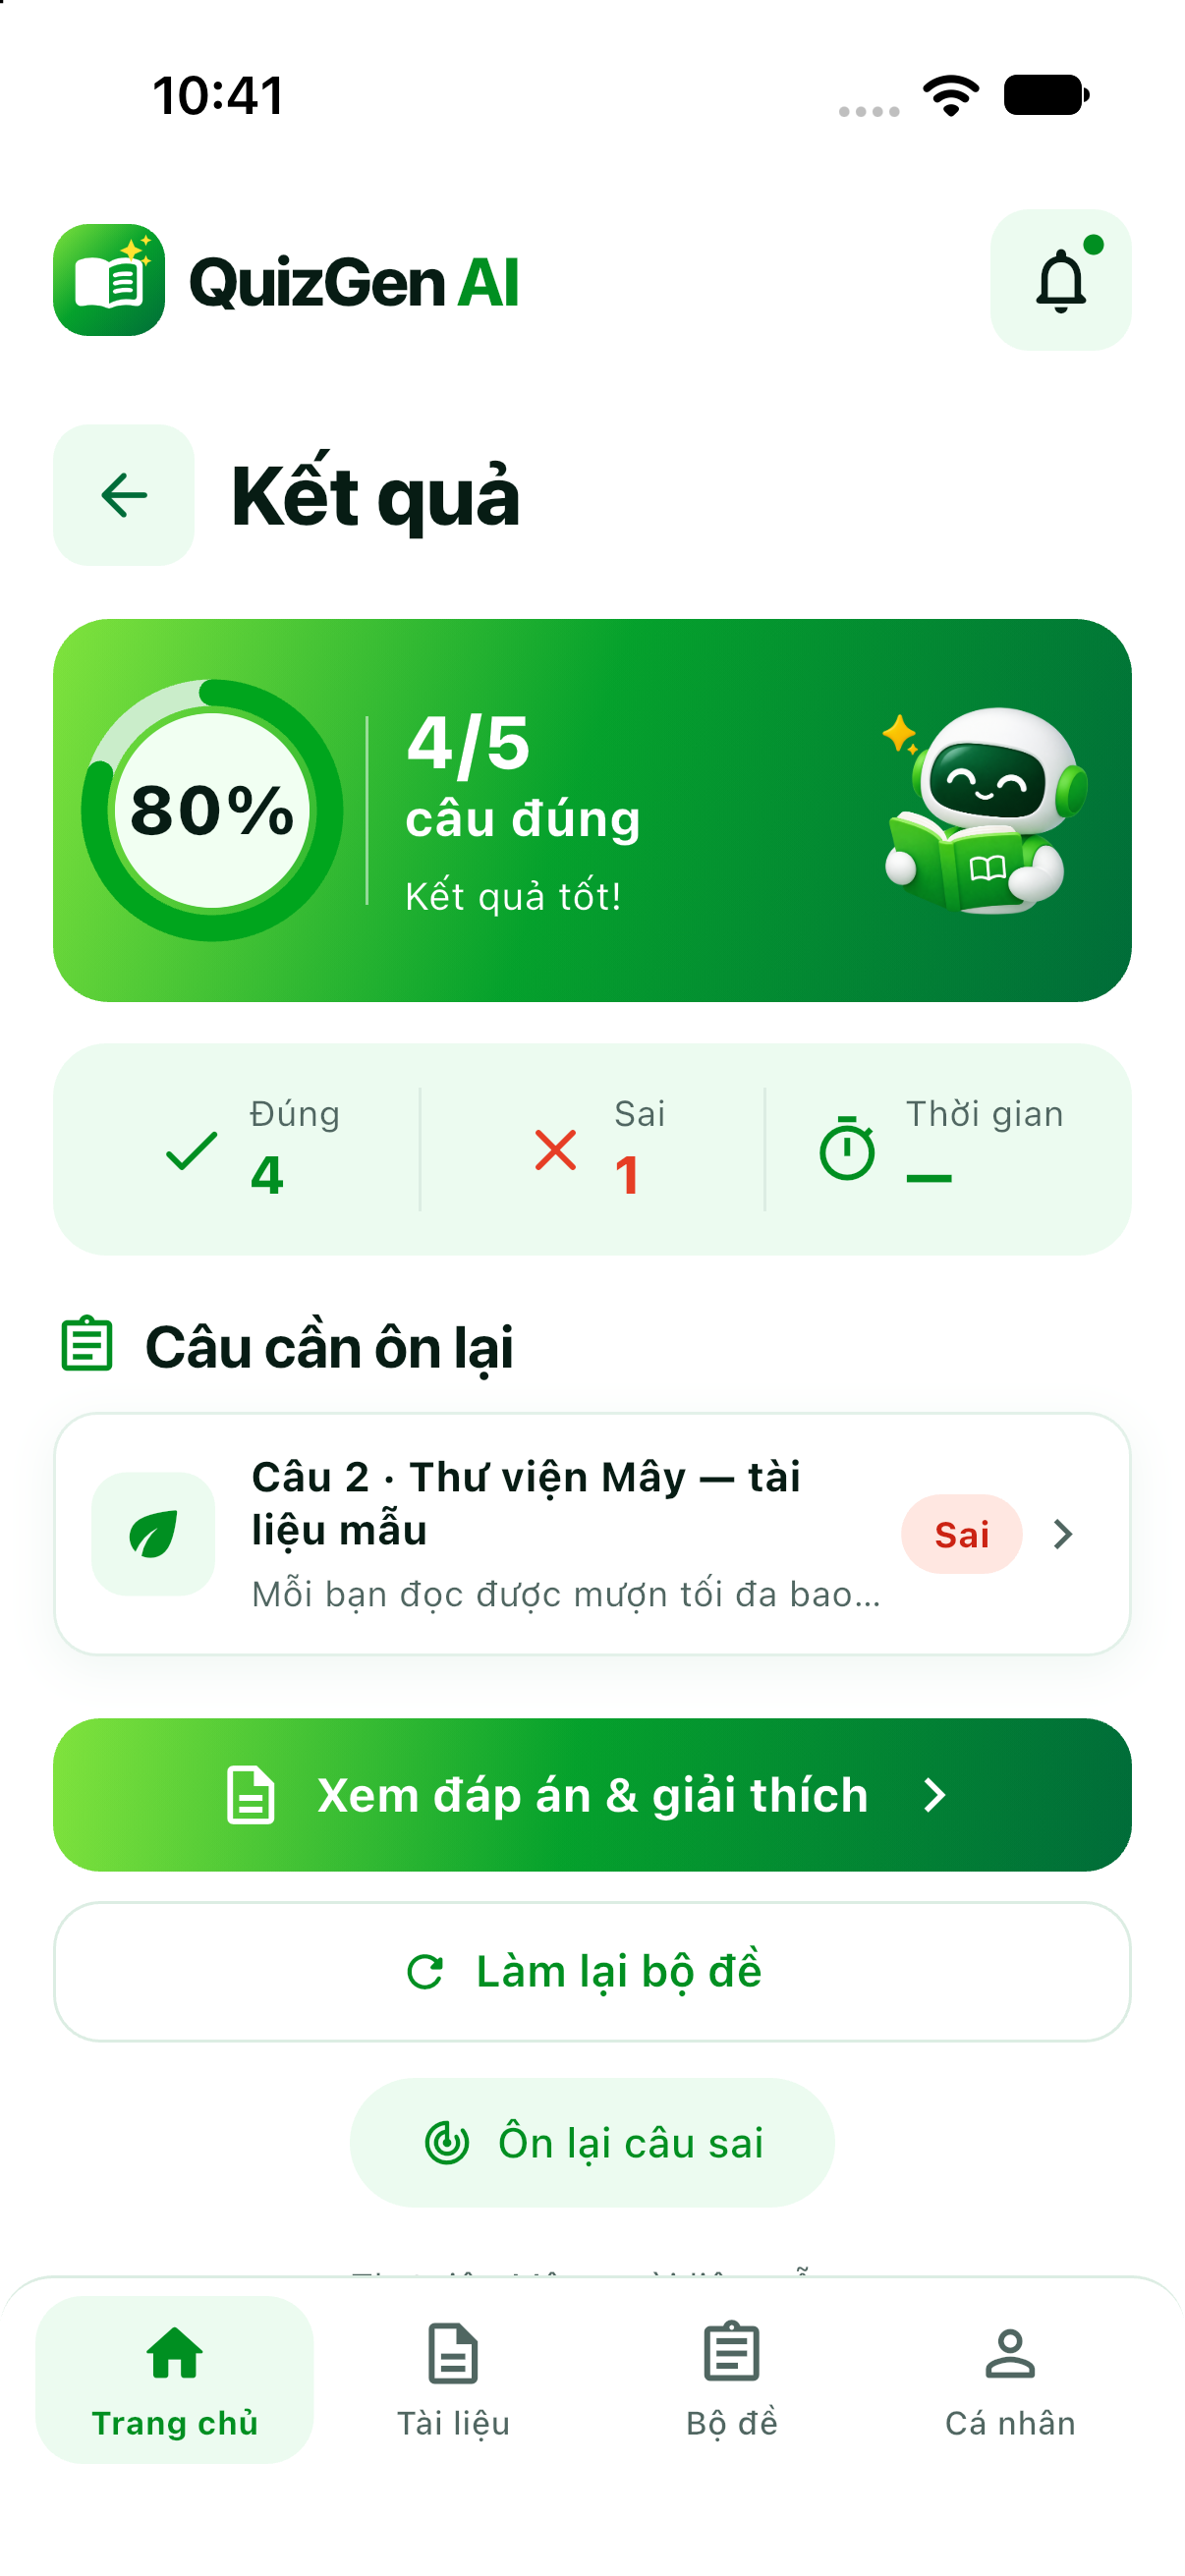 10:41
QuizGen AI
Kết quả
80%
4/5
câu đúng
Kết quả tốt!
Đúng
4
Sai
1
Thời gian
—
Câu cần ôn lại
Câu 2 · Thư viện Mây — tài
liệu mẫu
Mỗi bạn đọc được mượn tối đa bao...
Sai
Xem đáp án & giải thích
Làm lại bộ đề
Ôn lại câu sai
Trang chủ
Tài liệu
Bộ đề
Cá nhân